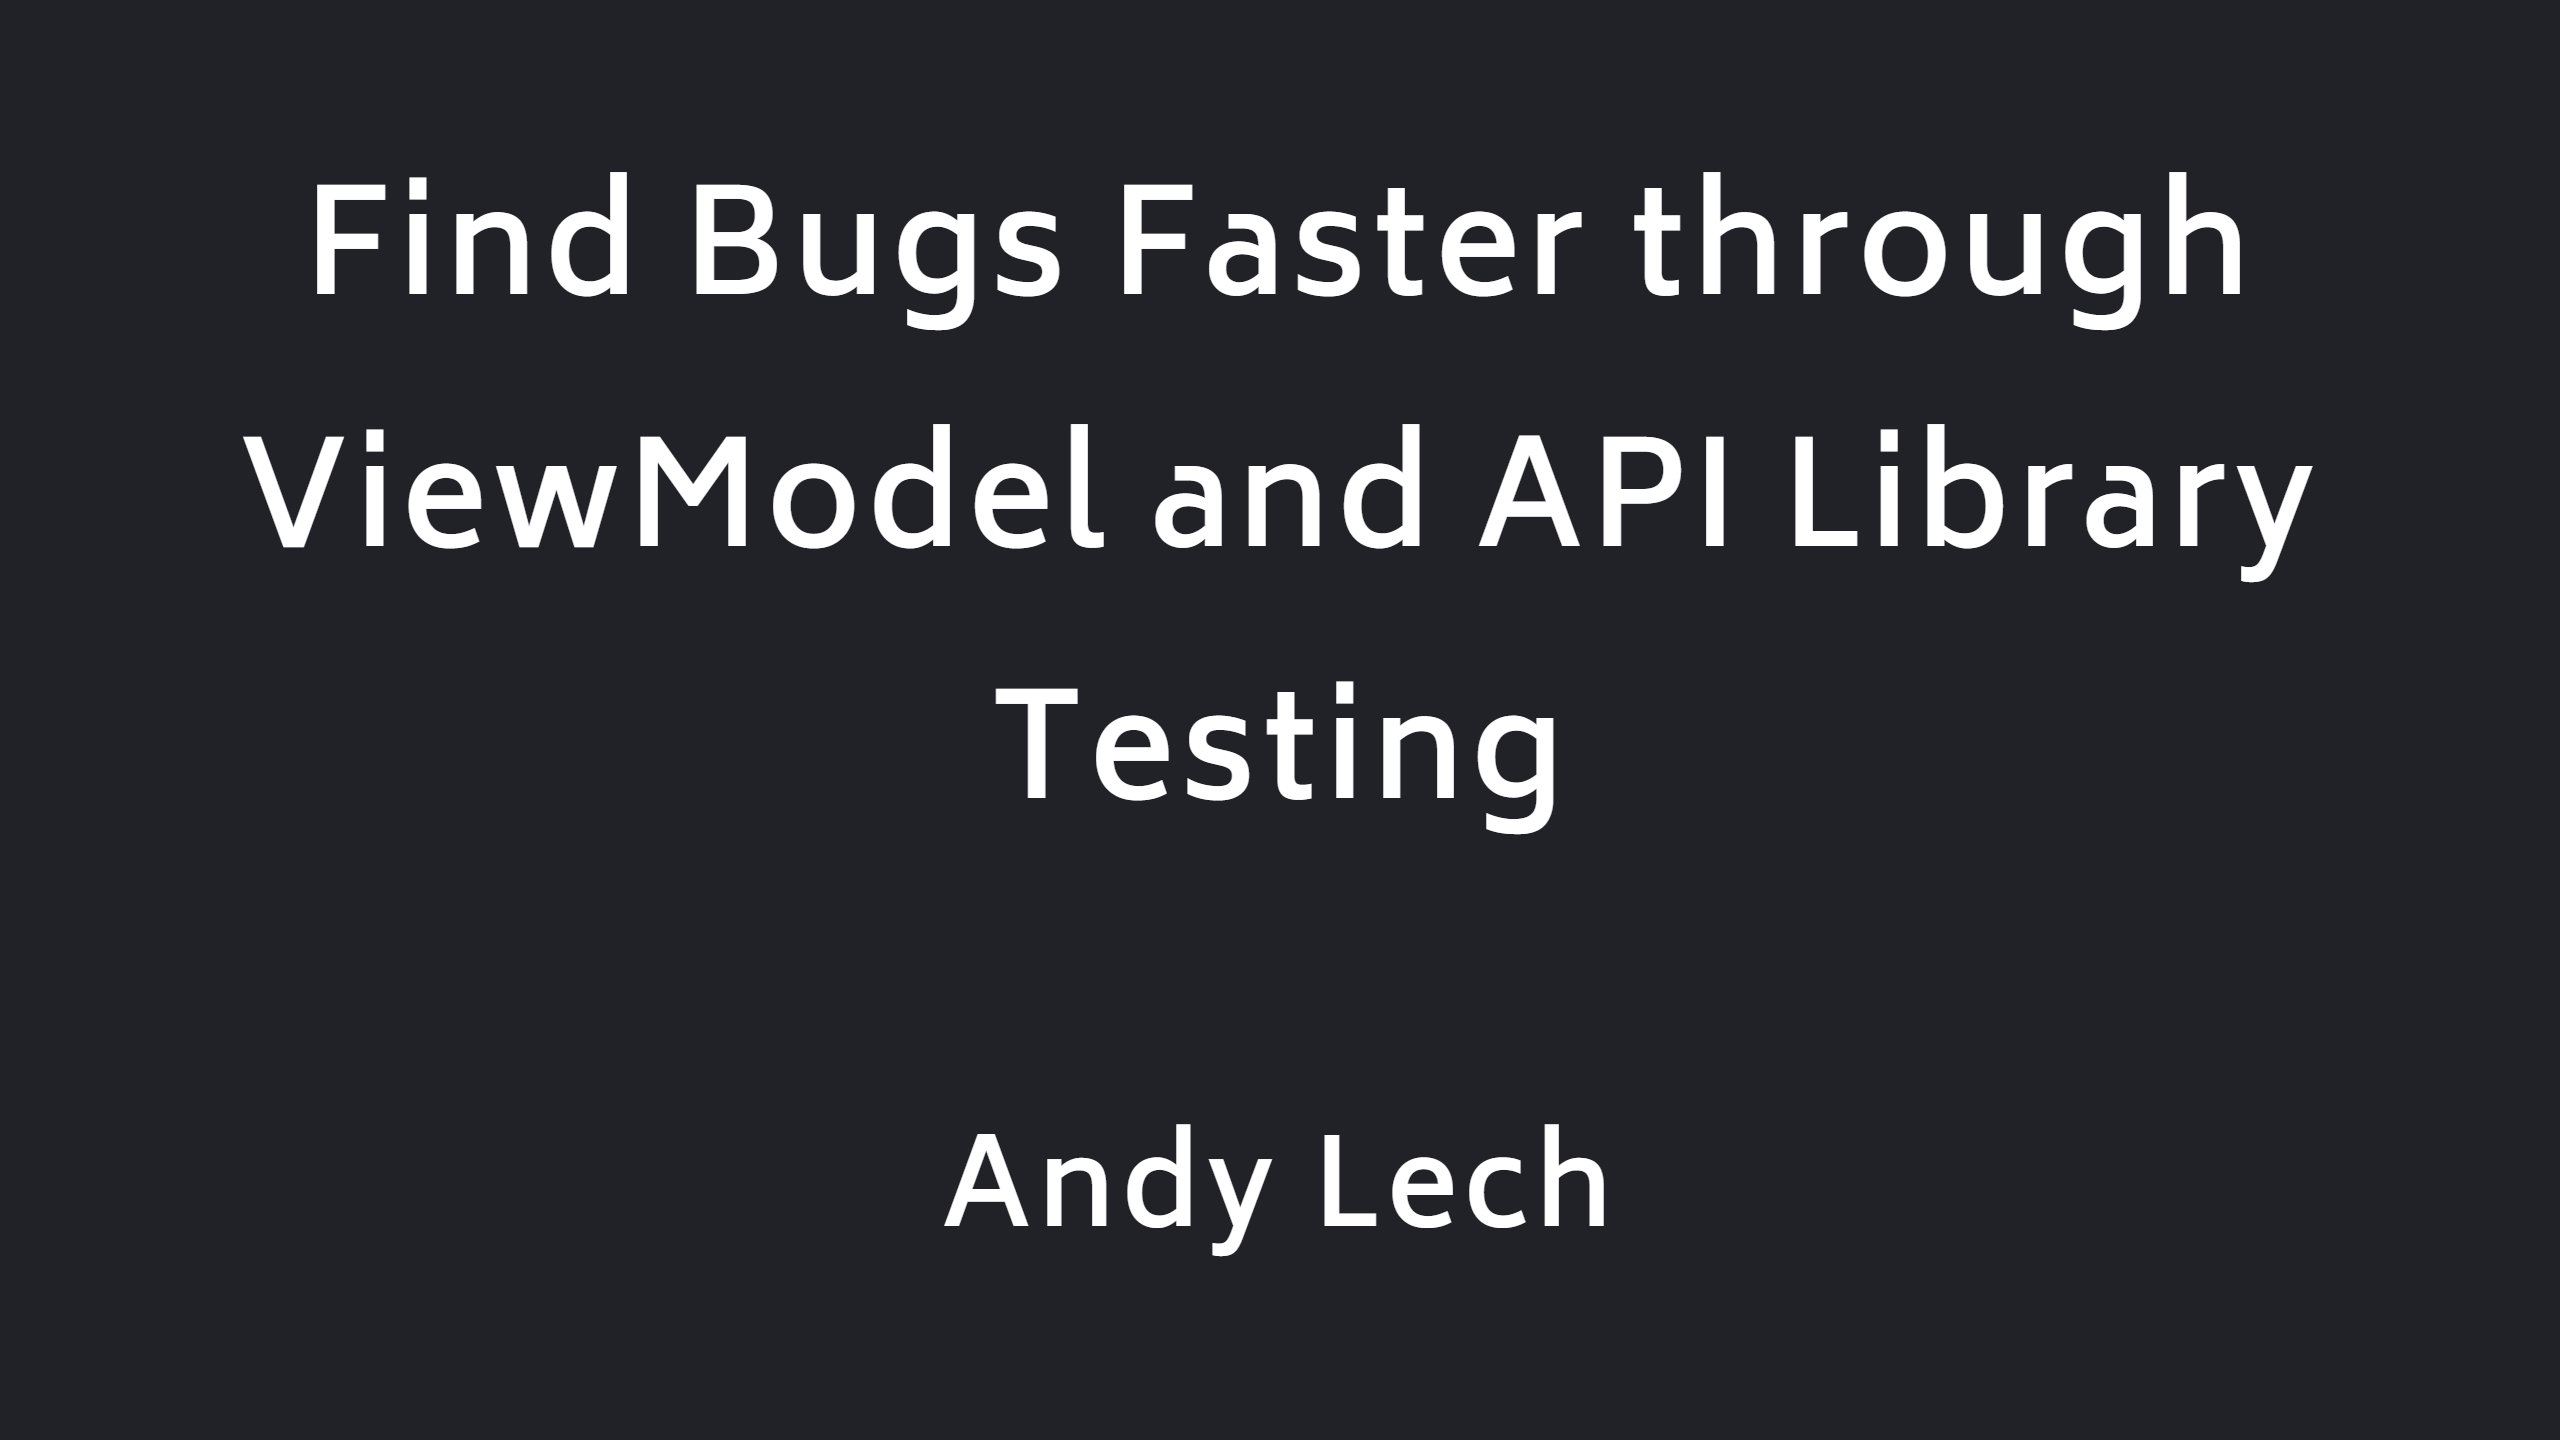 Find Bugs Faster through
ViewModel and API Library
Testing
Andy Lech